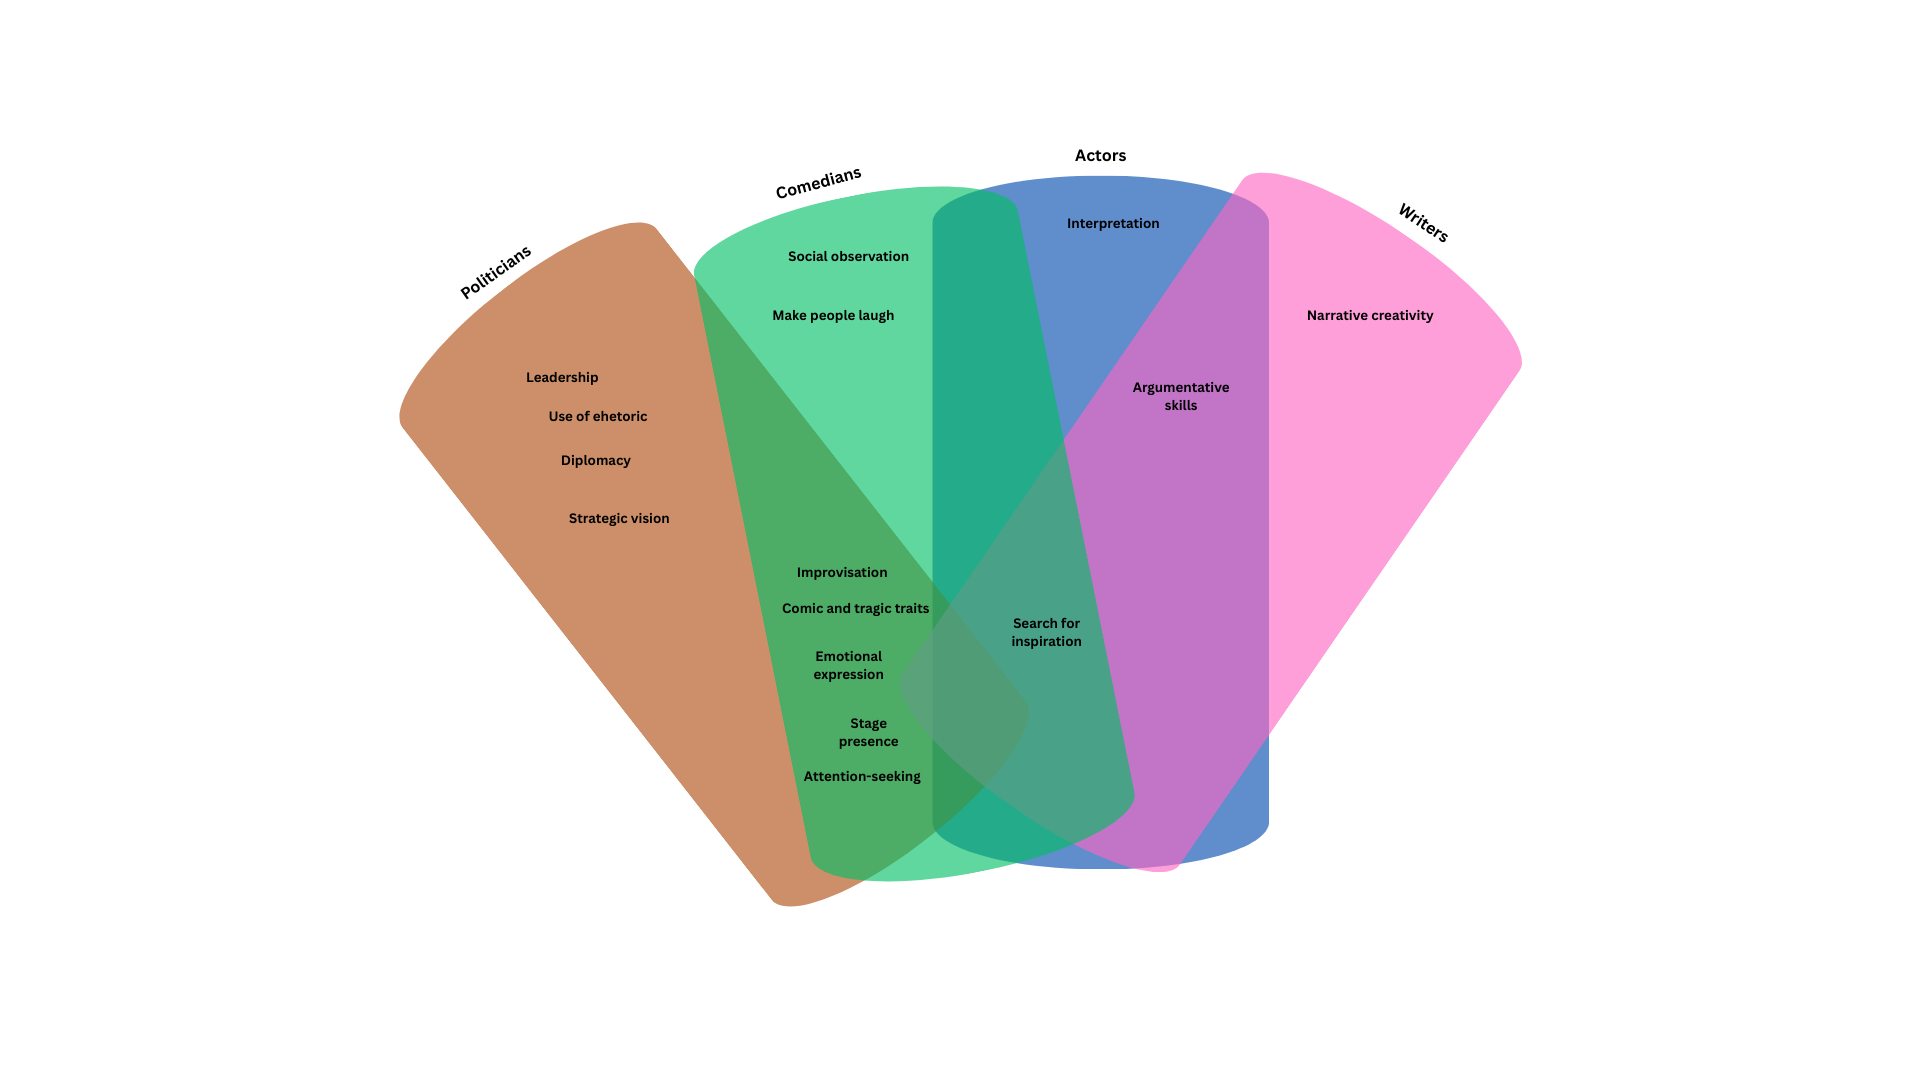 Actors
Comedians
Writers
Politicians
Interpretation
Social observation
Make people laugh
Narrative creativity
Leadership
Argumentative
skills
Use of ehetoric
Diplomacy
Strategic vision
Improvisation
Comic and tragic traits
Search for
inspiration
Emotional
expression
Stage
presence
Attention-seeking